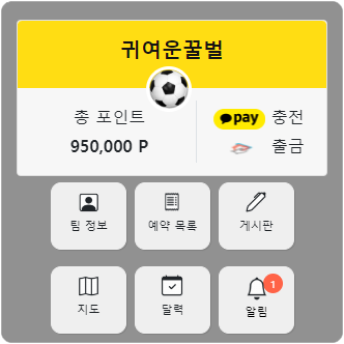 귀여운꿀벌
총 포인트
950,000 P
pay 충전
출금
팀 정보
예약 목록
게시판
지도
달력
알림
1